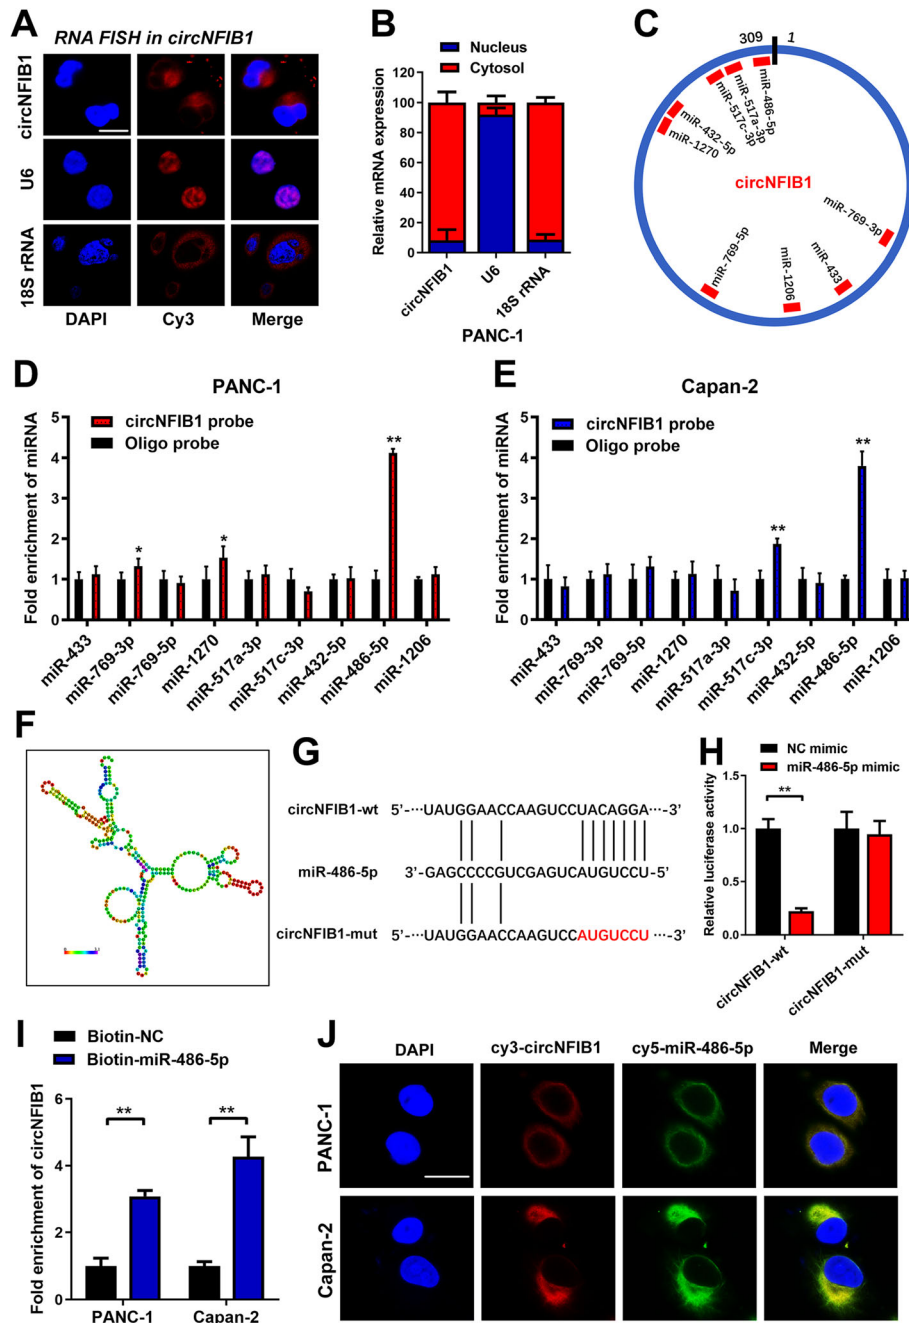 A
RNA FISH in circNFIB1
circNFIB1
U6
18S rRNA
DAPI Cy3 Merge
B
Nucleus
Cytosol
Relative mRNA expression
120
100
80
60
40
20
0
circNFIB1 U6 18S rRNA
PANC-1
C
309 1
miR-486-5p
miR-517a-3p
miR-517c-3p
miR-432-5p
miR-1270
circNFIB1
miR-769-3p
miR-433
miR-1206
miR-769-5p
D
PANC-1
circNFIB1 probe
Oligo probe
Fold enrichment of miRNA
5
4
3
2
1
0
* * **
miR-433 miR-769-3p miR-769-5p miR-1270 miR-517a-3p miR-517c-3p miR-432-5p miR-486-5p miR-1206
E
Capan-2
circNFIB1 probe
Oligo probe
Fold enrichment of miRNA
5
4
3
2
1
0
** **
miR-433 miR-769-3p miR-769-5p miR-1270 miR-517a-3p miR-517c-3p miR-432-5p miR-486-5p miR-1206
F
G
circNFIB1-wt 5’-···UAUGGAACCAAGUCCUACAGGA···-3’
miR-486-5p 3’-GAGCCCCGUCGAGUCAUGUCCU-5’
circNFIB1-mut 5’-···UAUGGAACCAAGUCCAUGUCCU···-3’
H
NC mimic
miR-486-5p mimic
Relative luciferase activity
1.5
1.0
0.5
0.0
**
circNFIB1-wt circNFIB1-mut
I
Biotin-NC
Biotin-miR-486-5p
Fold enrichment of circNFIB1
6
4
2
0
** **
PANC-1 Capan-2
J
DAPI cy3-circNFIB1 cy5-miR-486-5p Merge
PANC-1
Capan-2